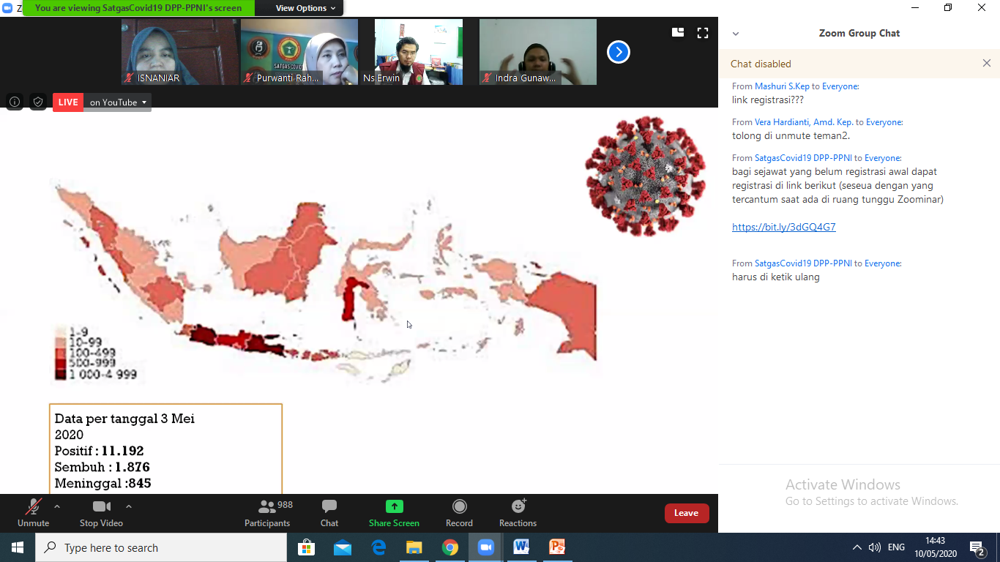 Z
You are viewing SatgasCovid19 DPP-PPNI's screen
View Options
ISNANIAR
SATGAS COVID
Purwanti Rah...
Ns Erwin
Indra Gunaw...
LIVE on YouTube
1-9
10-99
100-499
500-999
1 000-4 999
Data per tanggal 3 Mei
2020
Positif : 11.192
Sembuh : 1.876
Meninggal :845
Unmute
Stop Video
988
Participants
Chat
Share Screen
Record
Reactions
Leave
Zoom Group Chat
Chat disabled
From Mashuri S.Kep to Everyone:
link registrasi???
From Vera Hardianti, Amd. Kep. to Everyone:
tolong di unmute teman2.
From SatgasCovid19 DPP-PPNI to Everyone:
bagi sejawat yang belum registrasi awal dapat
registrasi di link berikut (seseua dengan yang
tercantum saat ada di ruang tunggu Zoominar)
https://bit.ly/3dGQ4G7
From SatgasCovid19 DPP-PPNI to Everyone:
harus di ketik ulang
Activate Windows
Go to Settings to activate Windows.
Type here to search
ENG
14:43
10/05/2020
2